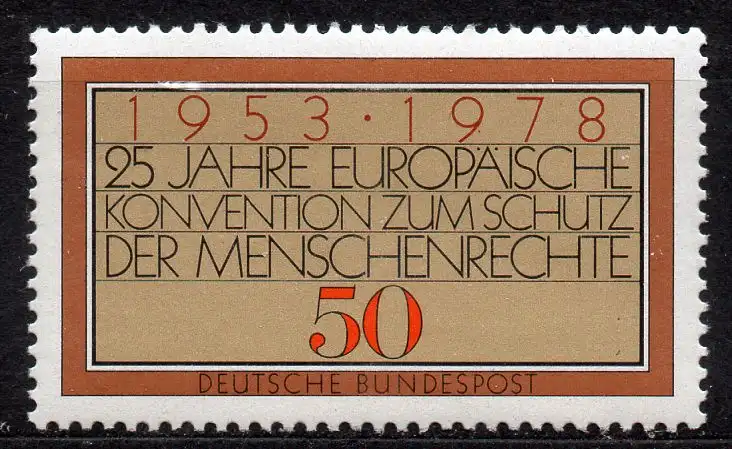 1953 · 1978
25 JAHRE EUROPÄISCHE
KONVENTION ZUM SCHUTZ
DER MENSCHENRECHTE
50
DEUTSCHE BUNDESPOST